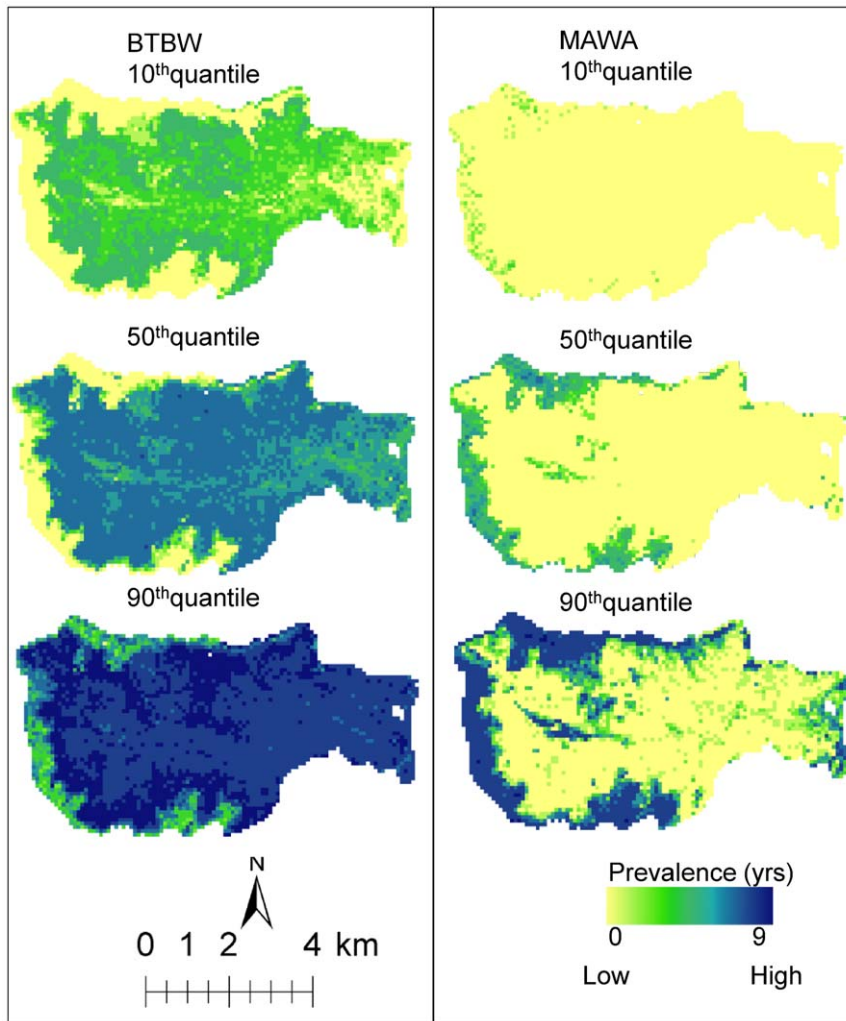 BTBW
10thquantile
50thquantile
90thquantile
N
0 1 2 4 km
MAWA
10thquantile
50thquantile
90thquantile
Prevalence (yrs)
0 9
Low High